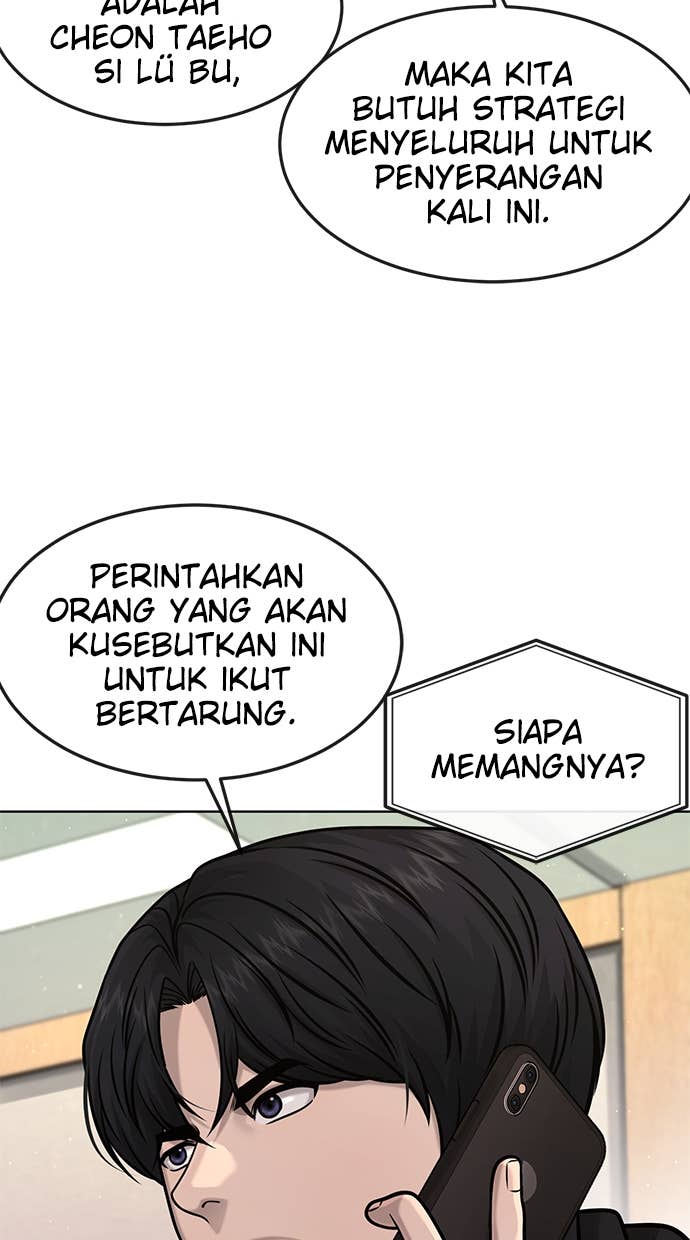 ADALAH
CHEON TAEHO
SI LÜ BU,
MAKA KITA
BUTUH STRATEGI
MENYELURUH UNTUK
PENYERANGAN
KALI INI.
PERINTAHKAN
ORANG YANG AKAN
KUSEBUTKAN INI
UNTUK IKUT
BERTARUNG.
SIAPA
MEMANGNYA?